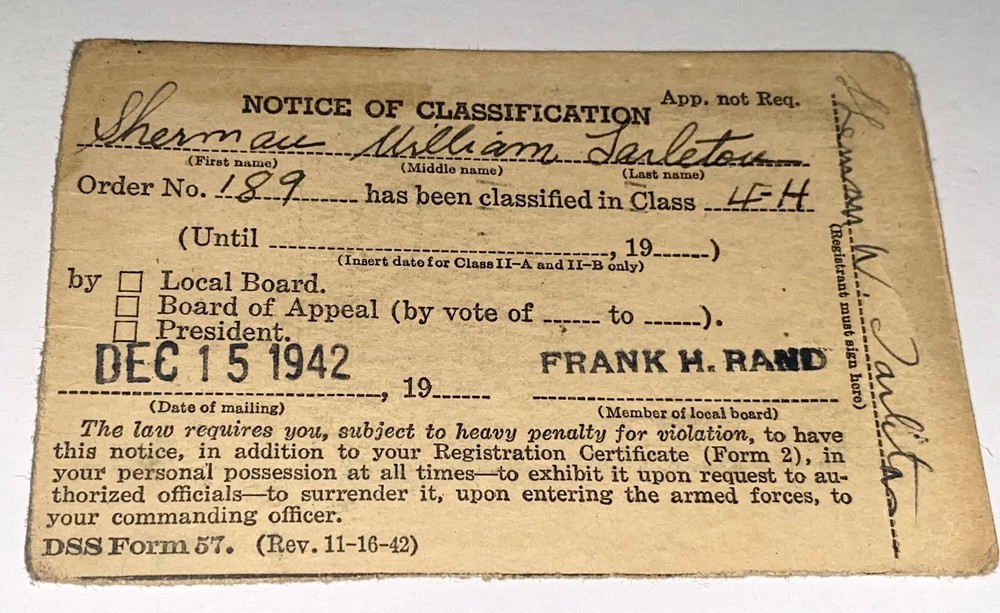 App. not Req.
NOTICE OF CLASSIFICATION
Sherman William Tarleton
(First name) (Middle name) (Last name)
Order No. 189 has been classified in Class 4-H
(Until , 19 )
(Insert date for Class II-A and II-B only)
by ☐ Local Board.
☐ Board of Appeal (by vote of to ).
☐ President.
DEC 15 1942 FRANK H. RAND
, 19
(Date of mailing) (Member of local board)
The law requires you, subject to heavy penalty for violation, to have
this notice, in addition to your Registration Certificate (Form 2), in
your personal possession at all times—to exhibit it upon request to au-
thorized officials—to surrender it, upon entering the armed forces, to
your commanding officer.
DSS Form 57. (Rev. 11-16-42)
Sherman W. Tarleton
(Registrant must sign here)